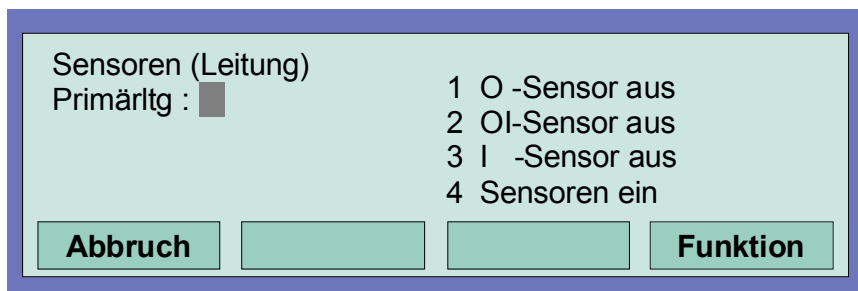 Sensoren (Leitung)
Primärltg :
1 O -Sensor aus
2 OI-Sensor aus
3 I -Sensor aus
4 Sensoren ein
Abbruch
Funktion